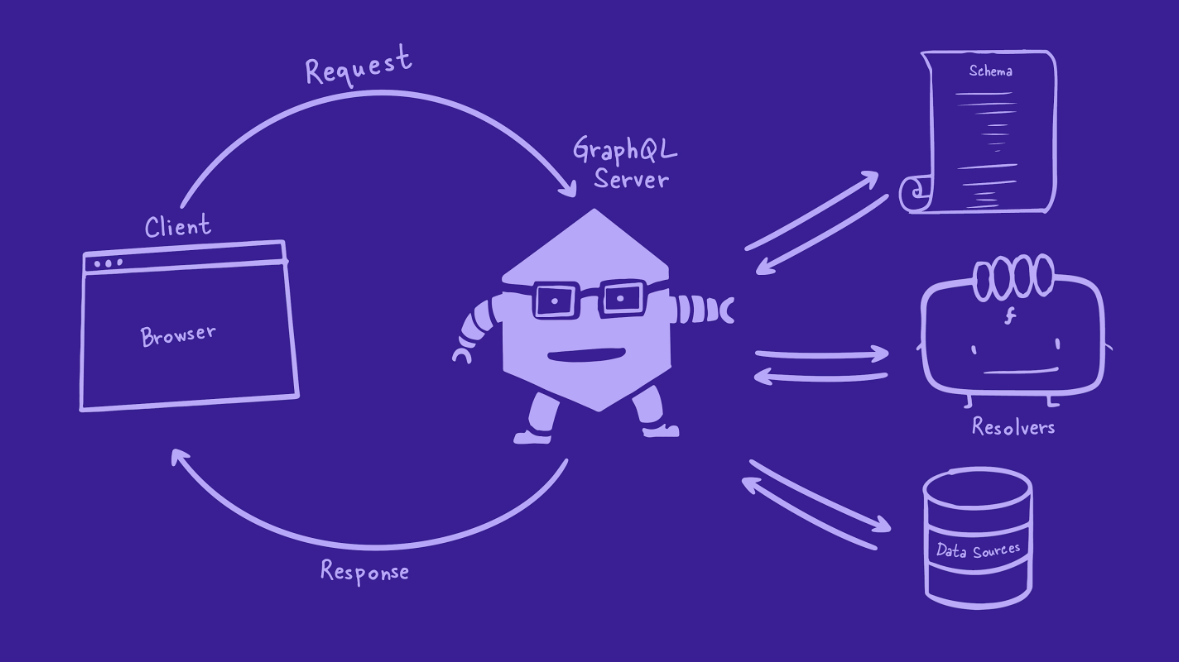 Request
GraphQL
Server
Client
Browser
Response
Schema
f
Resolvers
Data Sources